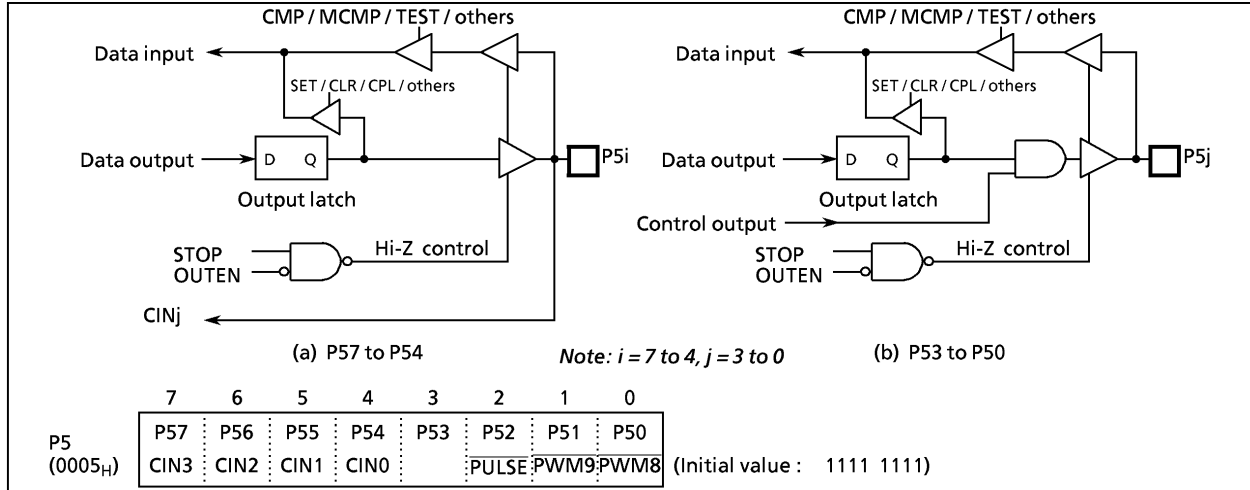 CMP / MCMP / TEST / others
Data input
SET / CLR / CPL / others
Data output
D Q
P5i
Output latch
STOP
OUTEN
Hi-Z control
CINj
(a) P57 to P54
CMP / MCMP / TEST / others
Data input
SET / CLR / CPL / others
Data output
D Q
P5j
Output latch
Control output
STOP
OUTEN
Hi-Z control
Note: i = 7 to 4, j = 3 to 0
(b) P53 to P50
7 6 5 4 3 2 1 0
P5 (0005H)
P57 P56 P55 P54 P53 P52 P51 P50
CIN3 CIN2 CIN1 CIN0 PULSE PWM9 PWM8
(Initial value : 1111 1111)